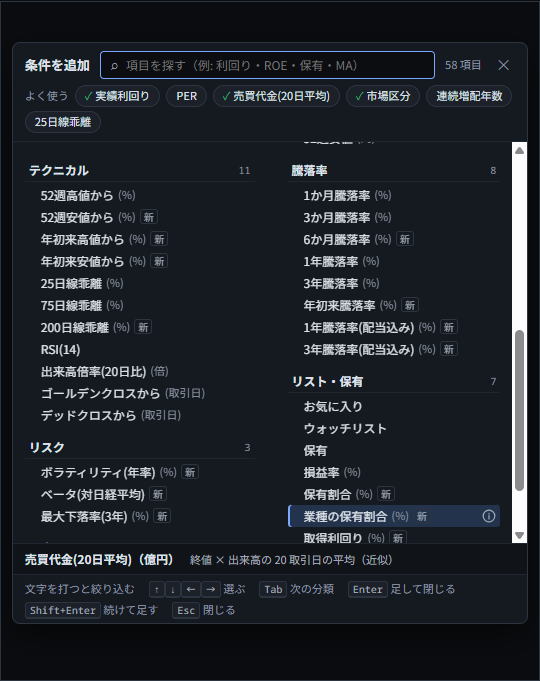 条件を追加
項目を探す（例: 利回り・ROE・保有・MA）
58 項目
よく使う ✓ 実績利回り PER ✓ 売買代金(20日平均) ✓ 市場区分 連続増配年数
25日線乖離
テクニカル 11
52週高値から (%)
52週安値から (%) 新
年初来高値から (%) 新
年初来安値から (%) 新
25日線乖離 (%)
75日線乖離 (%)
200日線乖離 (%) 新
RSI(14)
出来高倍率(20日比) (倍)
ゴールデンクロスから (取引日)
デッドクロスから (取引日)
リスク 3
ボラティリティ(年率) (%) 新
ベータ(対日経平均) 新
最大下落率(3年) (%) 新
騰落率 8
1か月騰落率 (%)
3か月騰落率 (%)
6か月騰落率 (%) 新
1年騰落率 (%)
3年騰落率 (%)
年初来騰落率 (%) 新
1年騰落率(配当込み) (%) 新
3年騰落率(配当込み) (%) 新
リスト・保有 7
お気に入り
ウォッチリスト
保有
損益率 (%)
保有割合 (%) 新
業種の保有割合 (%) 新
取得利回り (%) 新
売買代金(20日平均)（億円） 終値 × 出来高の 20 取引日の平均（近似）
文字を打つと絞り込む ↑ ↓ ← → 選ぶ Tab 次の分類 Enter 足して閉じる
Shift+Enter 続けて足す Esc 閉じる